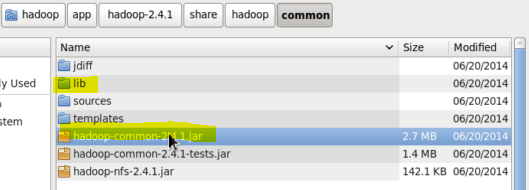 hadoop app hadoop-2.4.1 share hadoop common
Name Size Modified
jdiff 06/20/2014
ly Used lib 06/20/2014
sources 06/20/2014
stem templates 06/20/2014
hadoop-common-2.4.1.jar 2.7 MB 06/20/2014
hadoop-common-2.4.1-tests.jar 1.4 MB 06/20/2014
hadoop-nfs-2.4.1.jar 142.1 KB 06/20/2014